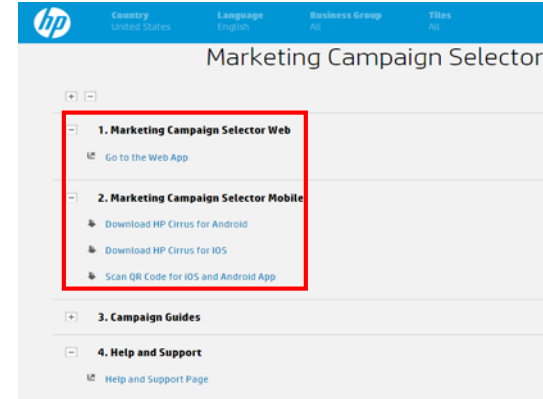 hp
Country Language Business Group Tites
United States English All All
Marketing Campaign Selector
1. Marketing Campaign Selector Web
Go to the Web App
2. Marketing Campaign Selector Mobile
Download HP Cirrus for Android
Download HP Cirrus for IOS
Scan QR Code for iOS and Android App
3. Campaign Guides
4. Help and Support
Help and Support Page